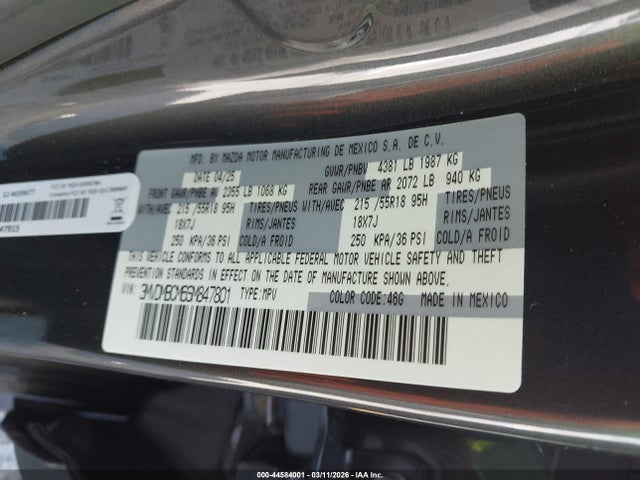 MFD. BY MAZDA MOTOR MANUFACTURING DE MEXICO S.A. DE C.V.
DATE 04/25 GVWR/PNBV 4381 LB 1987 KG
FRONT GAWR/PNBE AV 2355 LB 1068 KG REAR GAWR/PNBE AR 2072 LB 940 KG
WITH/AVEC 215 /55R18 95H TIRES/PNEUS WITH/AVEC 215 /55R18 95H TIRES/PNEUS
18X7J RIMS/JANTES 18X7J RIMS/JANTES
250 KPA/36 PSI COLD/A FROID 250 KPA/36 PSI COLD/A FROID
THIS VEHICLE CONFORMS TO ALL APPLICABLE FEDERAL MOTOR VEHICLE SAFETY AND THEFT
PREVENTION STANDARDS IN EFFECT ON THE DATE OF MANUFACTURE SHOWN ABOVE.
VIN: 3MVDMBCM6SM847801 TYPE:MPV COLOR CODE:46G MADE IN MEXICO
000-44584001 - 03/11/2026 - IAA Inc.